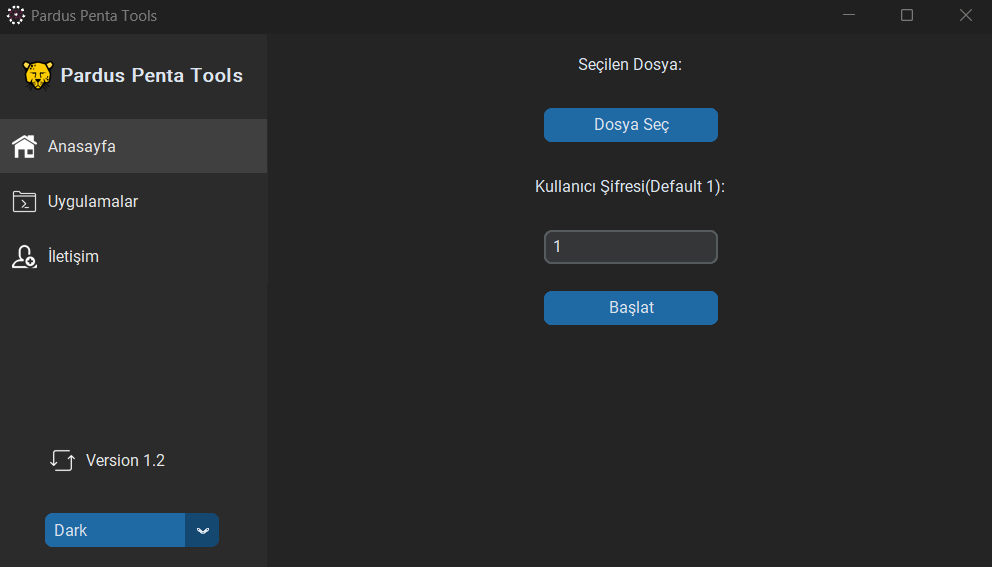 Pardus Penta Tools
Pardus Penta Tools
Anasayfa
Uygulamalar
İletişim
Version 1.2
Dark
Seçilen Dosya:
Dosya Seç
Kullanıcı Şifresi(Default 1):
1
Başlat